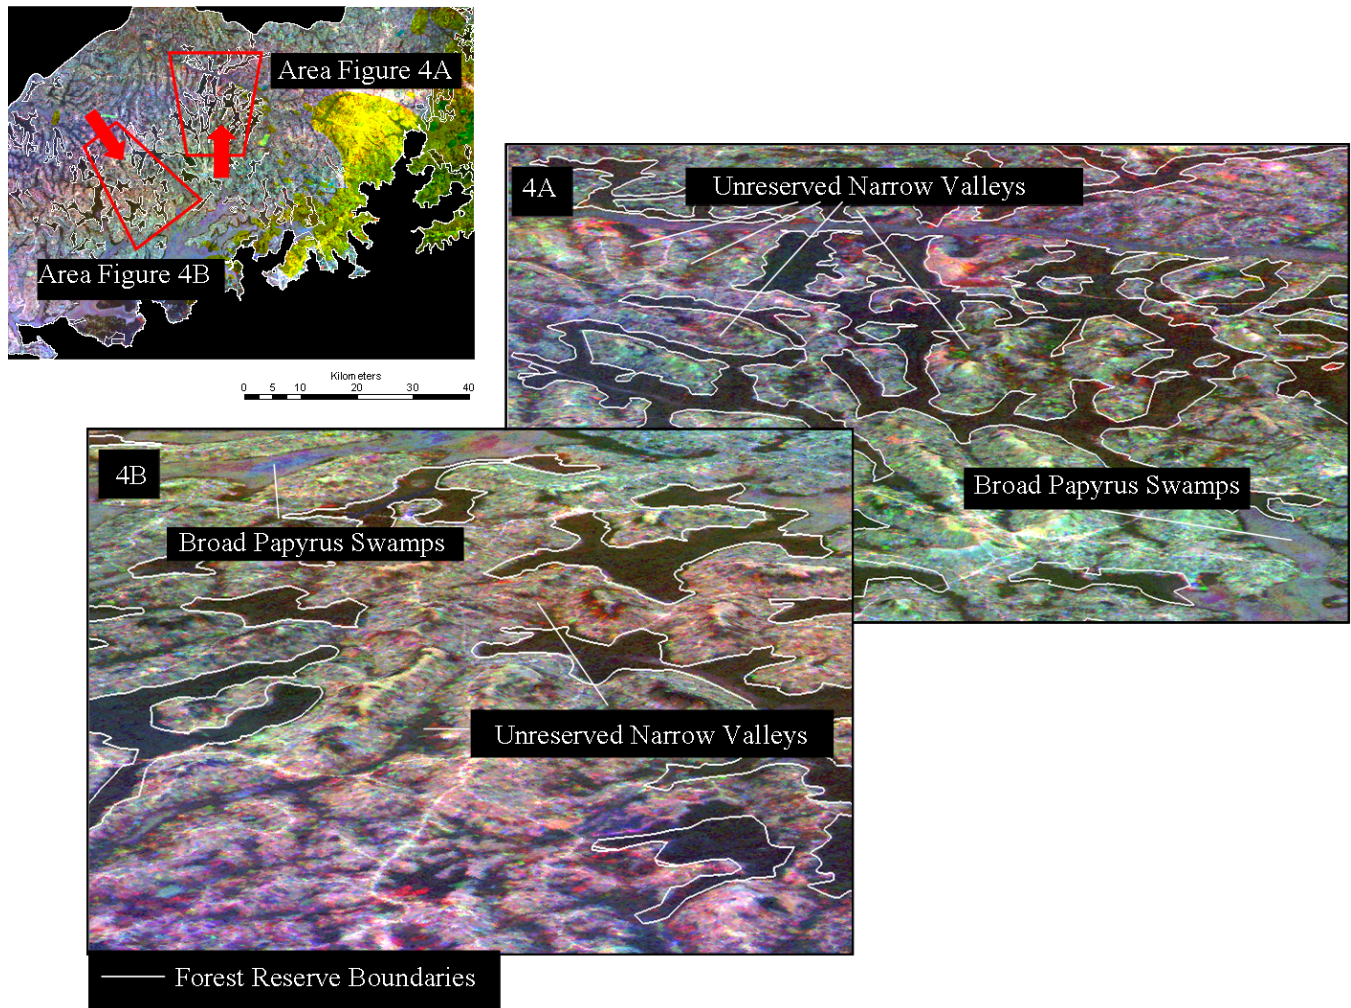 Area Figure 4A
Area Figure 4B
Kilometers
0 5 10 20 30 40
4A
Unreserved Narrow Valleys
Broad Papyrus Swamps
4B
Broad Papyrus Swamps
Unreserved Narrow Valleys
Forest Reserve Boundaries